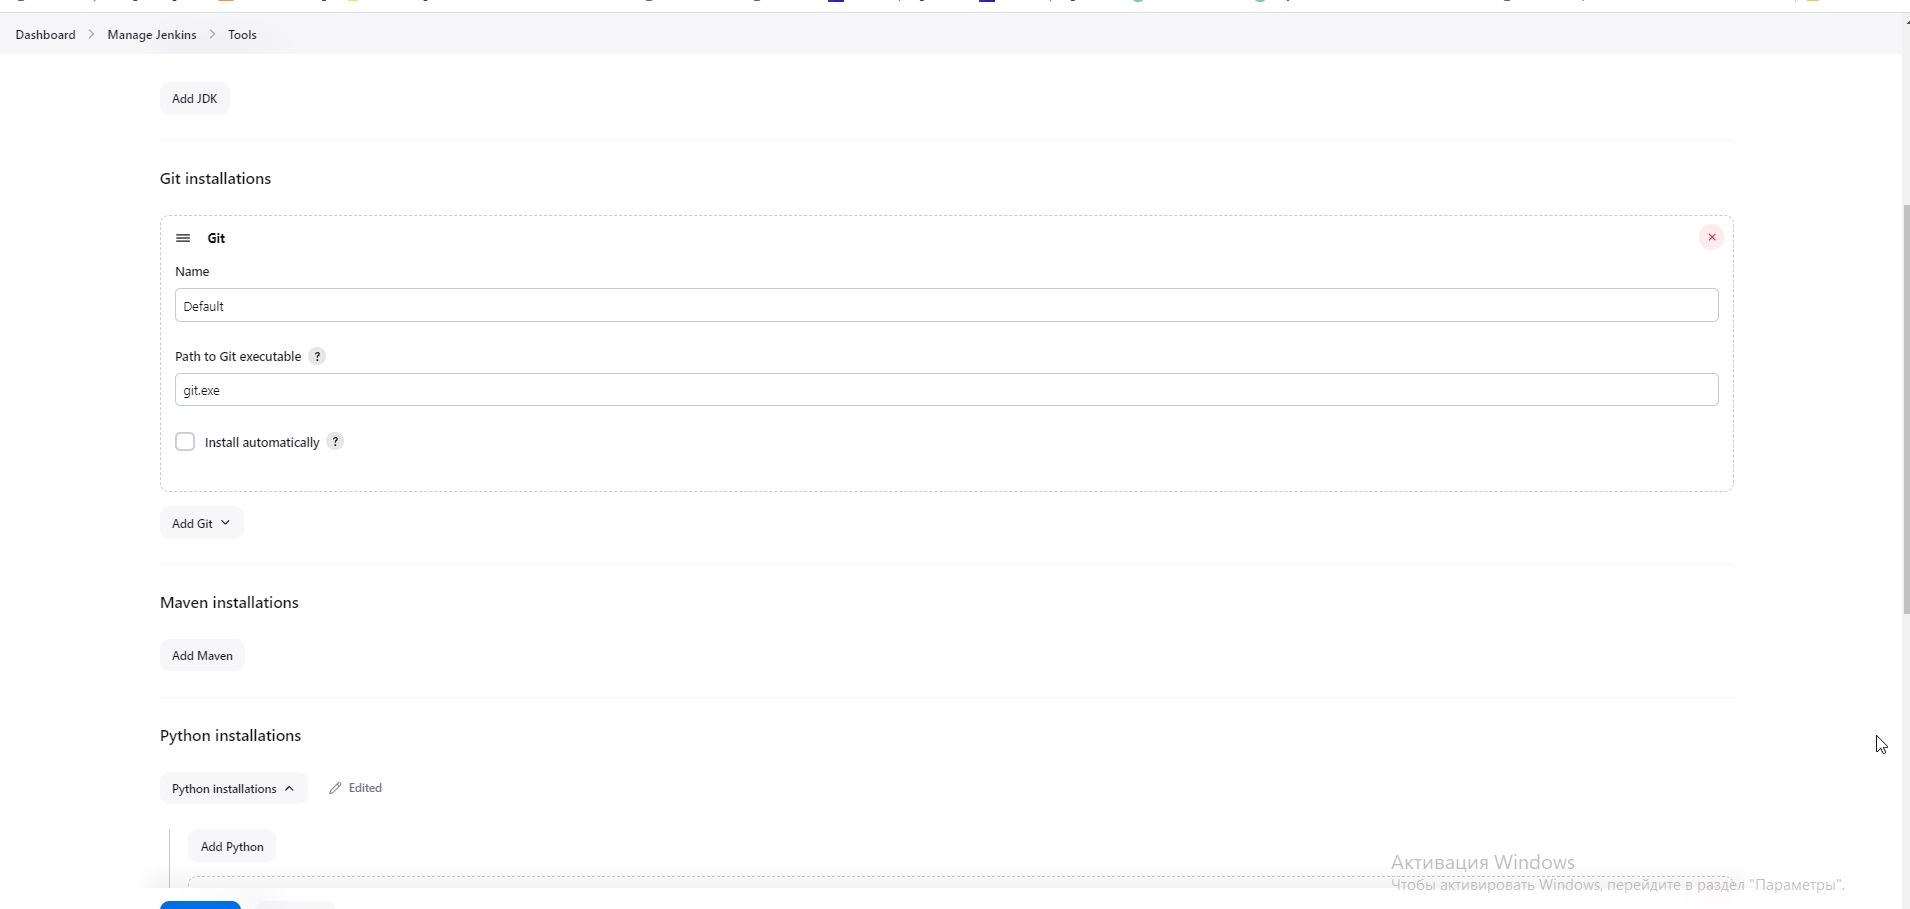 Dashboard > Manage Jenkins > Tools
Add JDK
Git installations
Git
Name
Default
Path to Git executable ?
git.exe
Install automatically ?
Add Git
Maven installations
Add Maven
Python installations
Python installations Edited
Add Python
Активация Windows
Чтобы активировать Windows, перейдите в раздел "Параметры".